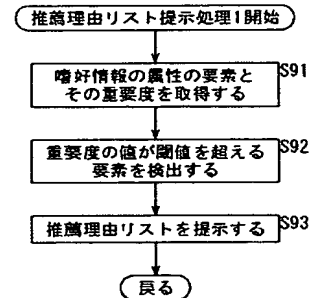 推薦理由リスト提示処理1開始
S91
嗜好情報の属性の要素と
その重要度を取得する
S92
重要度の値が閾値を超える
要素を検出する
S93
推薦理由リストを提示する
戻る